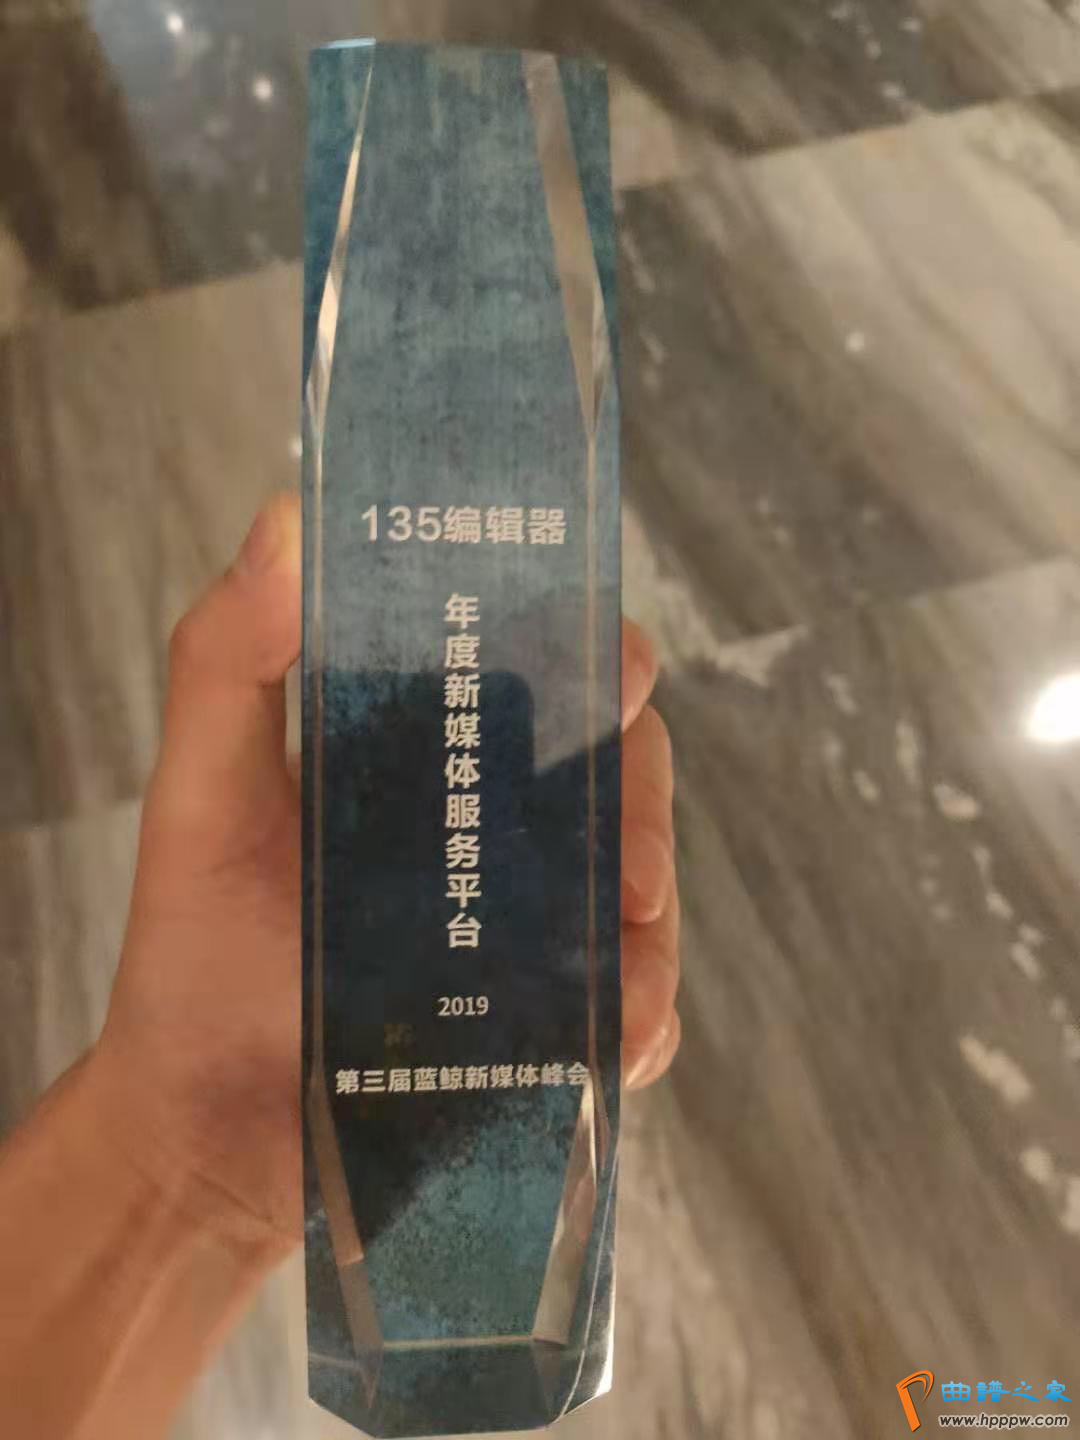 135编辑器
年度新媒体服务平台
2019
第三届蓝鲸新媒体峰会
曲谱之家
www.hpppw.com